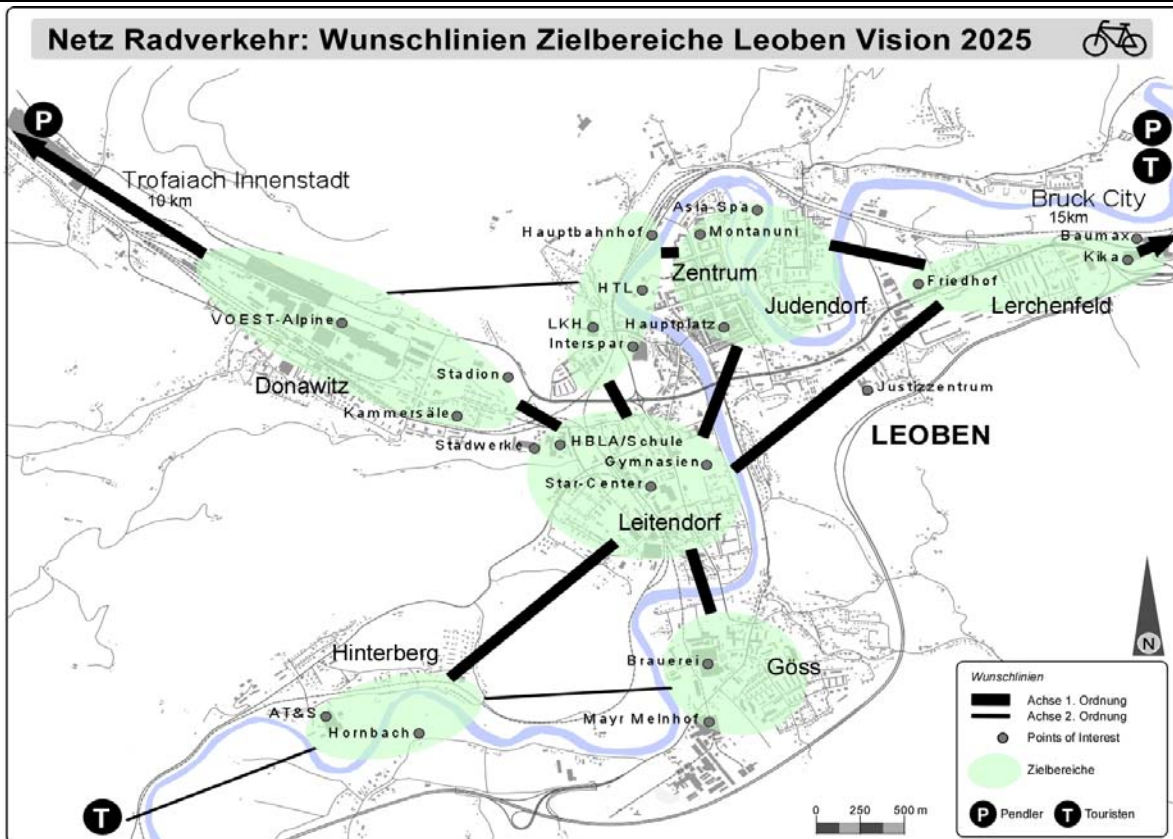 Netz Radverkehr: Wunschlinien Zielbereiche Leoben Vision 2025
P
P
T
Trofaiach Innenstadt
10 km
Bruck City
15km
Asia-Spa
Hauptbahnhof
Montanuni
Baumax
Kika
Zentrum
Friedhof
HTL
Judendorf
Lerchenfeld
VOEST-Alpine
LKH
Hauptplatz
Interspar
Donawitz
Stadion
Justizzentrum
Kammersäle
LEOBEN
Stadwerke
HBLA/Schule
Gymnasien
Star-Center
Leitendorf
Hinterberg
Brauerei
Göss
N
AT&S
Hornbach
Mayr Melnhof
T
Wunschlinien
Achse 1. Ordnung
Achse 2. Ordnung
Points of Interest
Zielbereiche
P Pendler T Touristen
0 250 500 m